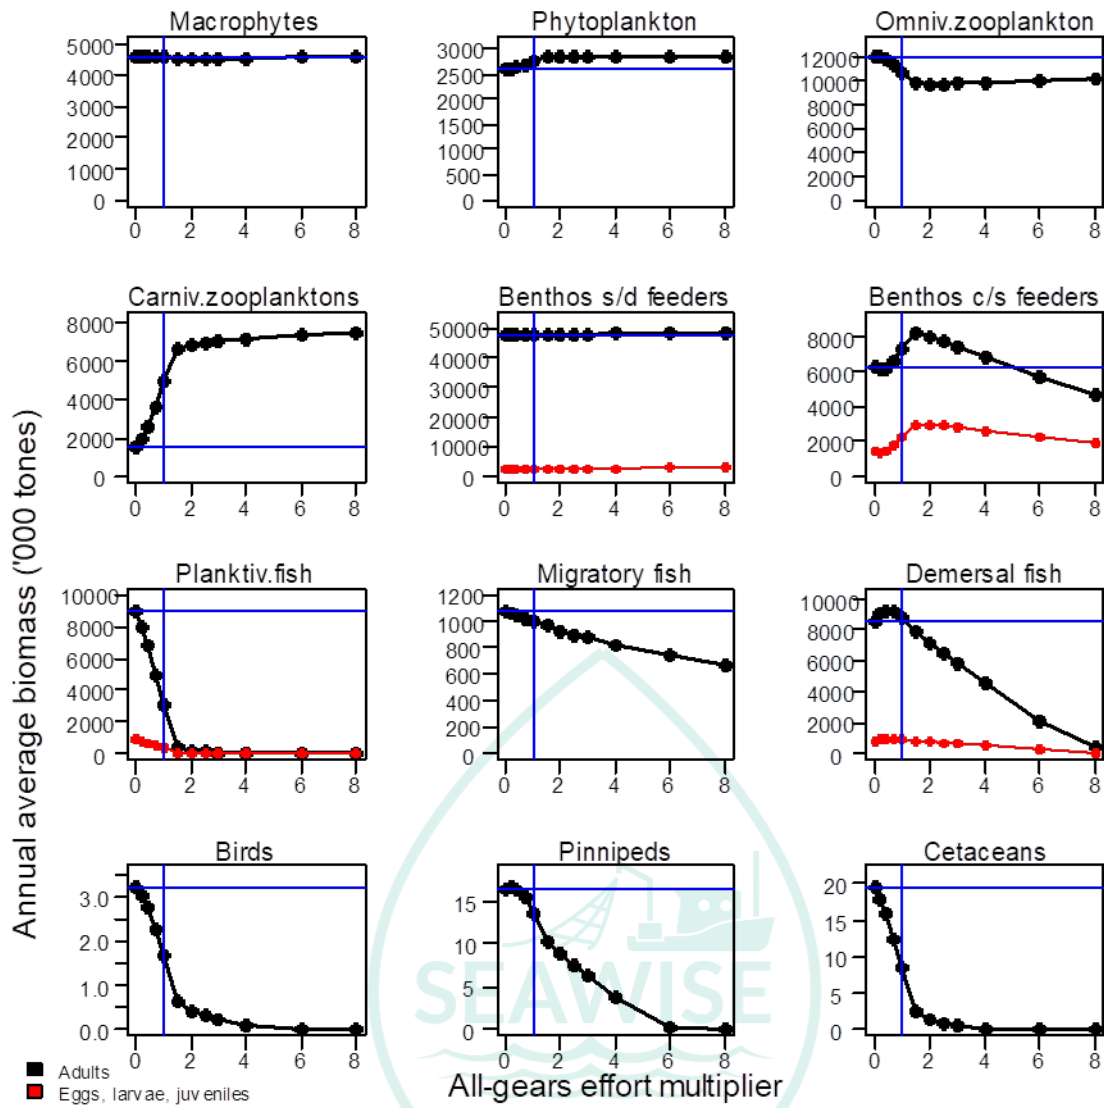 Macrophytes
5000
4000
3000
2000
1000
0
0 2 4 6 8
Phytoplankton
3000
2500
2000
1500
1000
500
0
0 2 4 6 8
Omniv.zooplankton
12000
10000
8000
6000
4000
2000
0
0 2 4 6 8
Carniv.zooplanktons
8000
6000
4000
2000
0
0 2 4 6 8
Benthos s/d feeders
50000
40000
30000
20000
10000
0
0 2 4 6 8
Benthos c/s feeders
8000
6000
4000
2000
0
0 2 4 6 8
Planktiv.fish
10000
8000
6000
4000
2000
0
0 2 4 6 8
Migratory fish
1200
1000
800
600
400
200
0
0 2 4 6 8
Demersal fish
10000
8000
6000
4000
2000
0
0 2 4 6 8
Birds
3.0
2.0
1.0
0.0
0 2 4 6 8
Pinnipeds
15
10
5
0
0 2 4 6 8
Cetaceans
20
15
10
5
0
0 2 4 6 8
Annual average biomass ('000 tones)
All-gears effort multiplier
Adults
Eggs, larvae, juveniles
SEAWISE